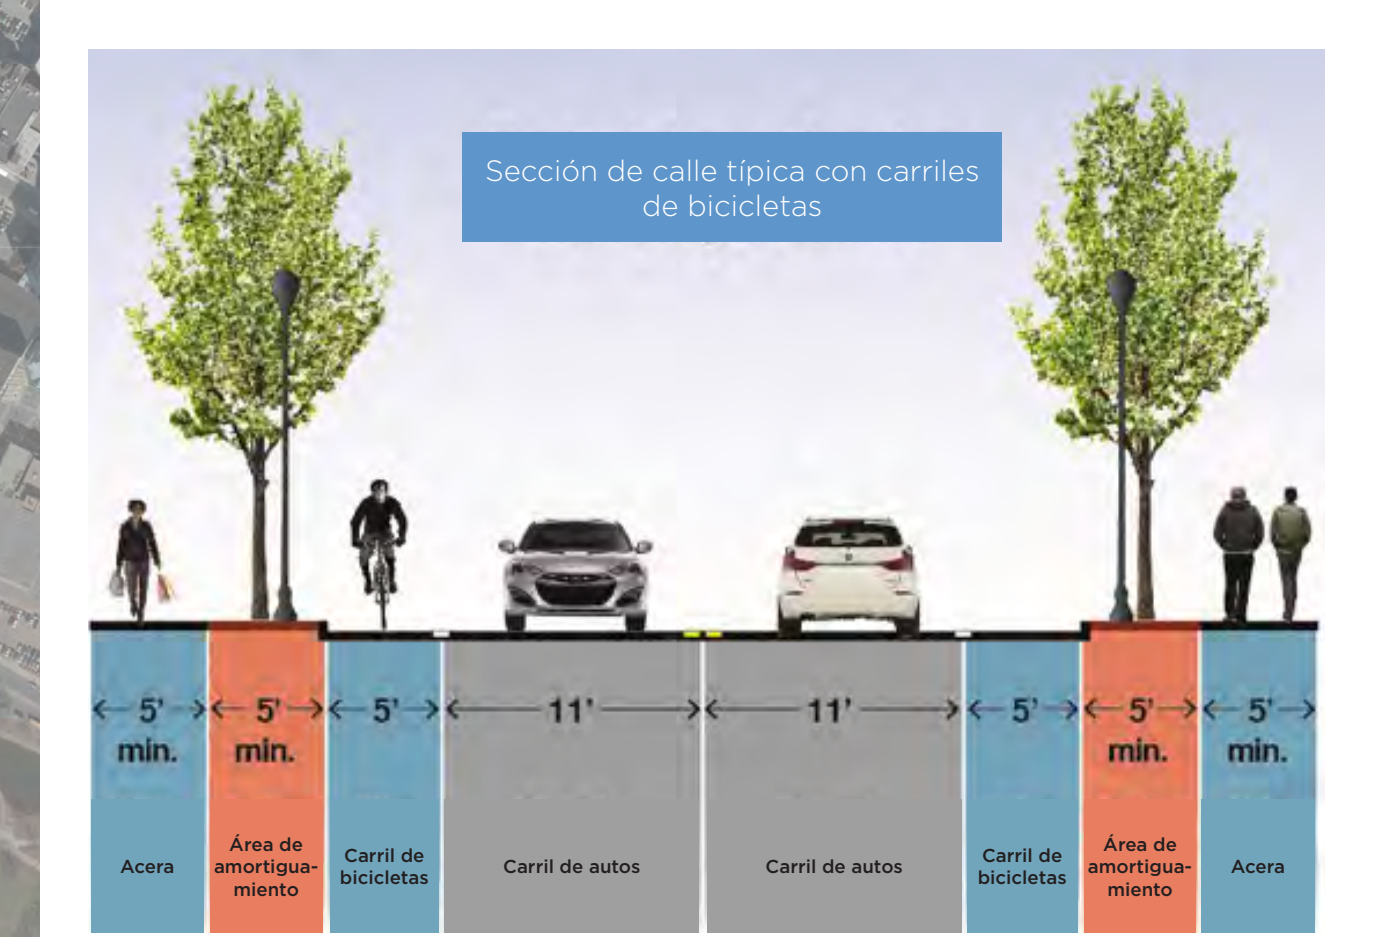 Sección de calle típica con carriles
de bicicletas
5' 5' 5' 11' 11' 5' 5' 5'
min. min. min. min.
Acera
Área de
amortigua-
miento
Carril de
bicicletas
Carril de autos
Carril de autos
Carril de
bicicletas
Área de
amortigua-
miento
Acera